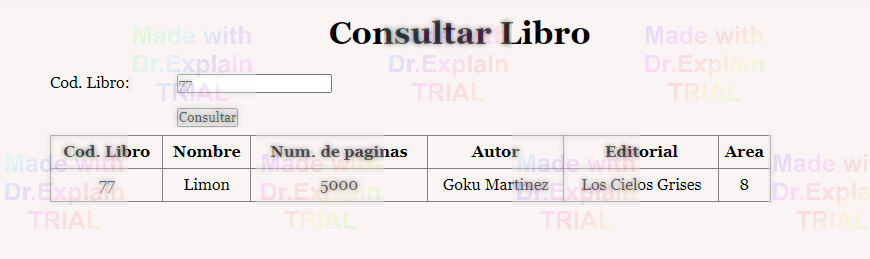 Consultar Libro
Made with Made with Made with
Dr.Explain Dr.Explain Dr.Explain
TRIAL TRIAL TRIAL
Cod. Libro: 77
Consultar
Cod. Libro Nombre Num. de paginas Autor Editorial Area
77 Limon 5000 Goku Martinez Los Cielos Grises 8
Made with Made with Made with Made with
Dr.Explain Dr.Explain Dr.Explain Dr.Explain
TRIAL TRIAL TRIAL TRIAL